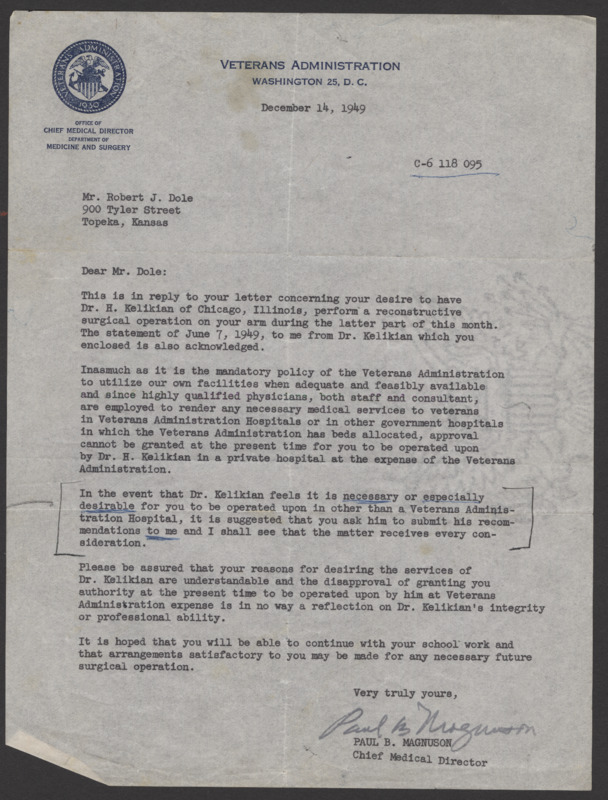 VETERANS ADMINISTRATION
1930
OFFICE OF
CHIEF MEDICAL DIRECTOR
DEPARTMENT OF
MEDICINE AND SURGERY
VETERANS ADMINISTRATION
WASHINGTON 25, D. C.
December 14, 1949
C-6 118 095
Mr. Robert J. Dole
900 Tyler Street
Topeka, Kansas
Dear Mr. Dole:
This is in reply to your letter concerning your desire to have
Dr. H. Kelikian of Chicago, Illinois, perform a reconstructive
surgical operation on your arm during the latter part of this month.
The statement of June 7, 1949, to me from Dr. Kelikian which you
enclosed is also acknowledged.
Inasmuch as it is the mandatory policy of the Veterans Administration
to utilize our own facilities when adequate and feasibly available
and since highly qualified physicians, both staff and consultant,
are employed to render any necessary medical services to veterans
in Veterans Administration Hospitals or in other government hospitals
in which the Veterans Administration has beds allocated, approval
cannot be granted at the present time for you to be operated upon
by Dr. H. Kelikian in a private hospital at the expense of the Veterans
Administration.
In the event that Dr. Kelikian feels it is necessary or especially
desirable for you to be operated upon in other than a Veterans Adminis-
tration Hospital, it is suggested that you ask him to submit his recom-
mendations to me and I shall see that the matter receives every con-
sideration.
Please be assured that your reasons for desiring the services of
Dr. Kelikian are understandable and the disapproval of granting you
authority at the present time to be operated upon by him at Veterans
Administration expense is in no way a reflection on Dr. Kelikian's integrity
or professional ability.
It is hoped that you will be able to continue with your school work and
that arrangements satisfactory to you may be made for any necessary future
surgical operation.
Very truly yours,
Paul B Magnuson
PAUL B. MAGNUSON
Chief Medical Director